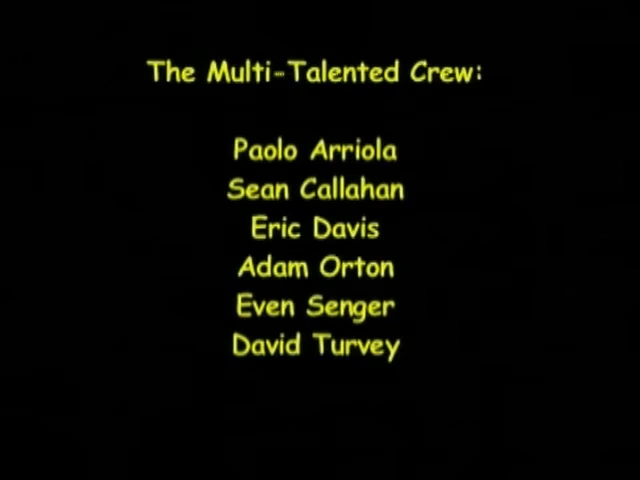 The Multi-Talented Crew:
Paolo Arriola
Sean Callahan
Eric Davis
Adam Orton
Even Senger
David Turvey